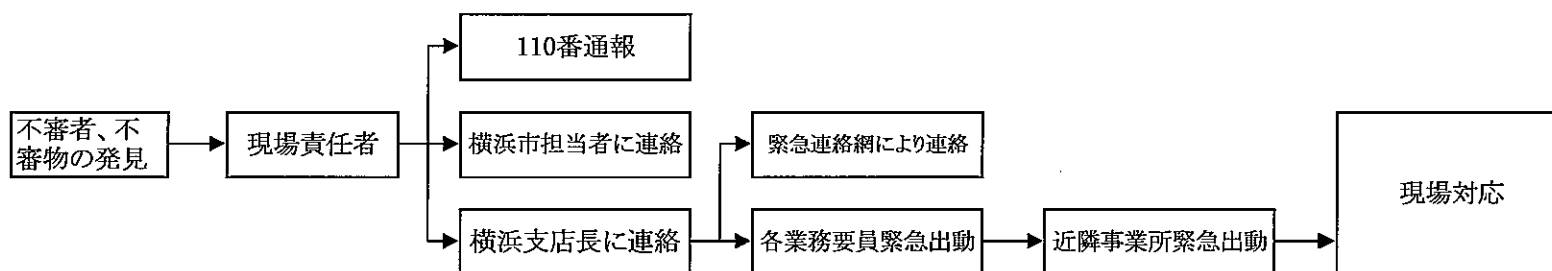 不審者、不
審物の発見
現場責任者
110番通報
横浜市担当者に連絡
横浜支店長に連絡
緊急連絡網により連絡
各業務要員緊急出動
近隣事業所緊急出動
現場対応